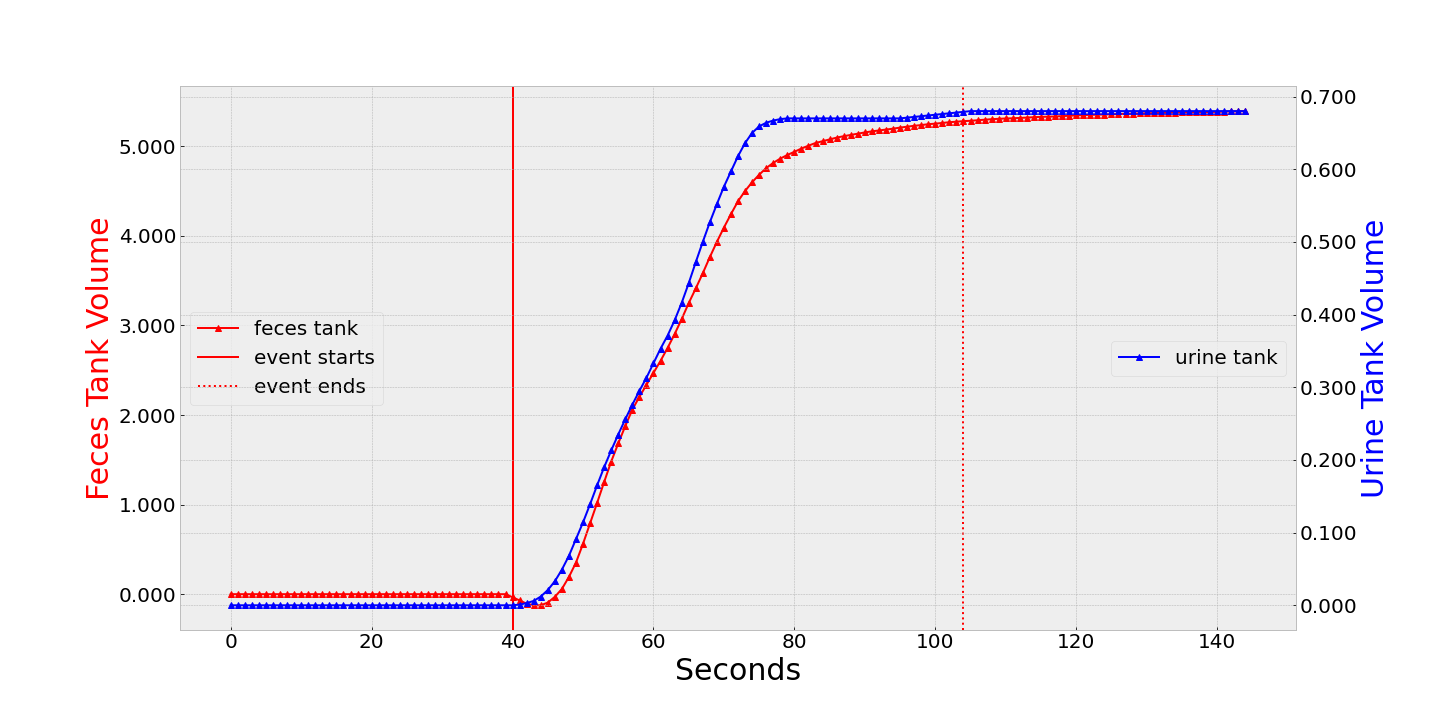 Feces Tank Volume
5.000
4.000
3.000
2.000
1.000
0.000
feces tank
event starts
event ends
urine tank
0.700
0.600
0.500
0.400
0.300
0.200
0.100
0.000
Urine Tank Volume
0 20 40 60 80 100 120 140
Seconds